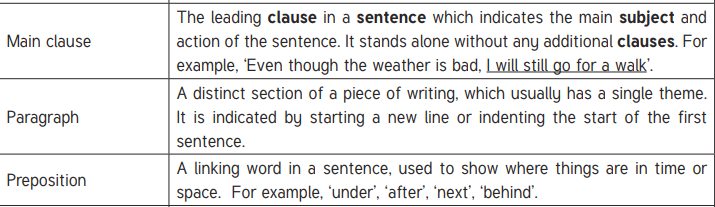 The leading clause in a sentence which indicates the main subject and
Main clause
action of the sentence. It stands alone without any additional clauses. For
example, ‘Even though the weather is bad, I will still go for a walk’.
A distinct section of a piece of writing, which usually has a single theme.
Paragraph
It is indicated by starting a new line or indenting the start of the first
sentence.
A linking word in a sentence, used to show where things are in time or
Preposition
space. For example, ‘under’, ‘after’, ‘next’, ‘behind’.